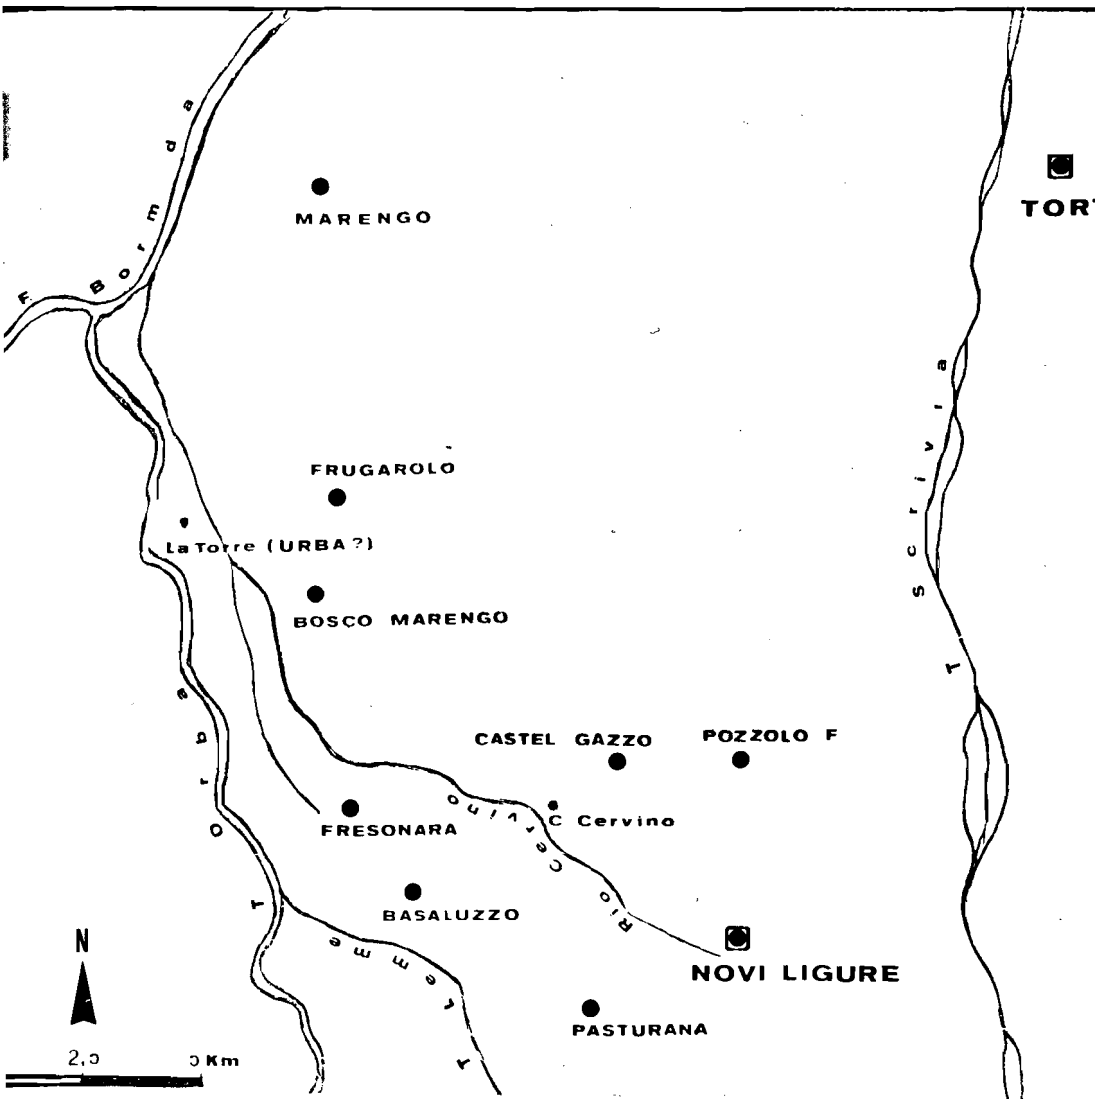 F. Bormida
MARENGO
TORT
T Scrivia
FRUGAROLO
La Torre (URBA?)
BOSCO MARENGO
T Orba
CASTEL GAZZO
POZZOLO F
C Cervino
Rio Cervino
FRESONARA
BASALUZZO
T Lemme
N
NOVI LIGURE
PASTURANA
Km